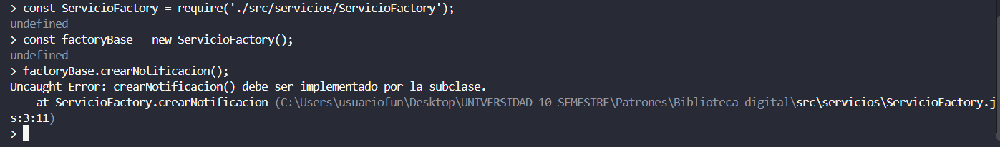 > const ServicioFactory = require('./src/servicios/ServicioFactory');
undefined
> const factoryBase = new ServicioFactory();
undefined
> factoryBase.crearNotificacion();
Uncaught Error: crearNotificacion() debe ser implementado por la subclase.
    at ServicioFactory.crearNotificacion (C:\Users\usuariofun\Desktop\UNIVERSIDAD 10 SEMESTRE\Patrones\Biblioteca-digital\src\servicios\ServicioFactory.j
s:3:11)
>